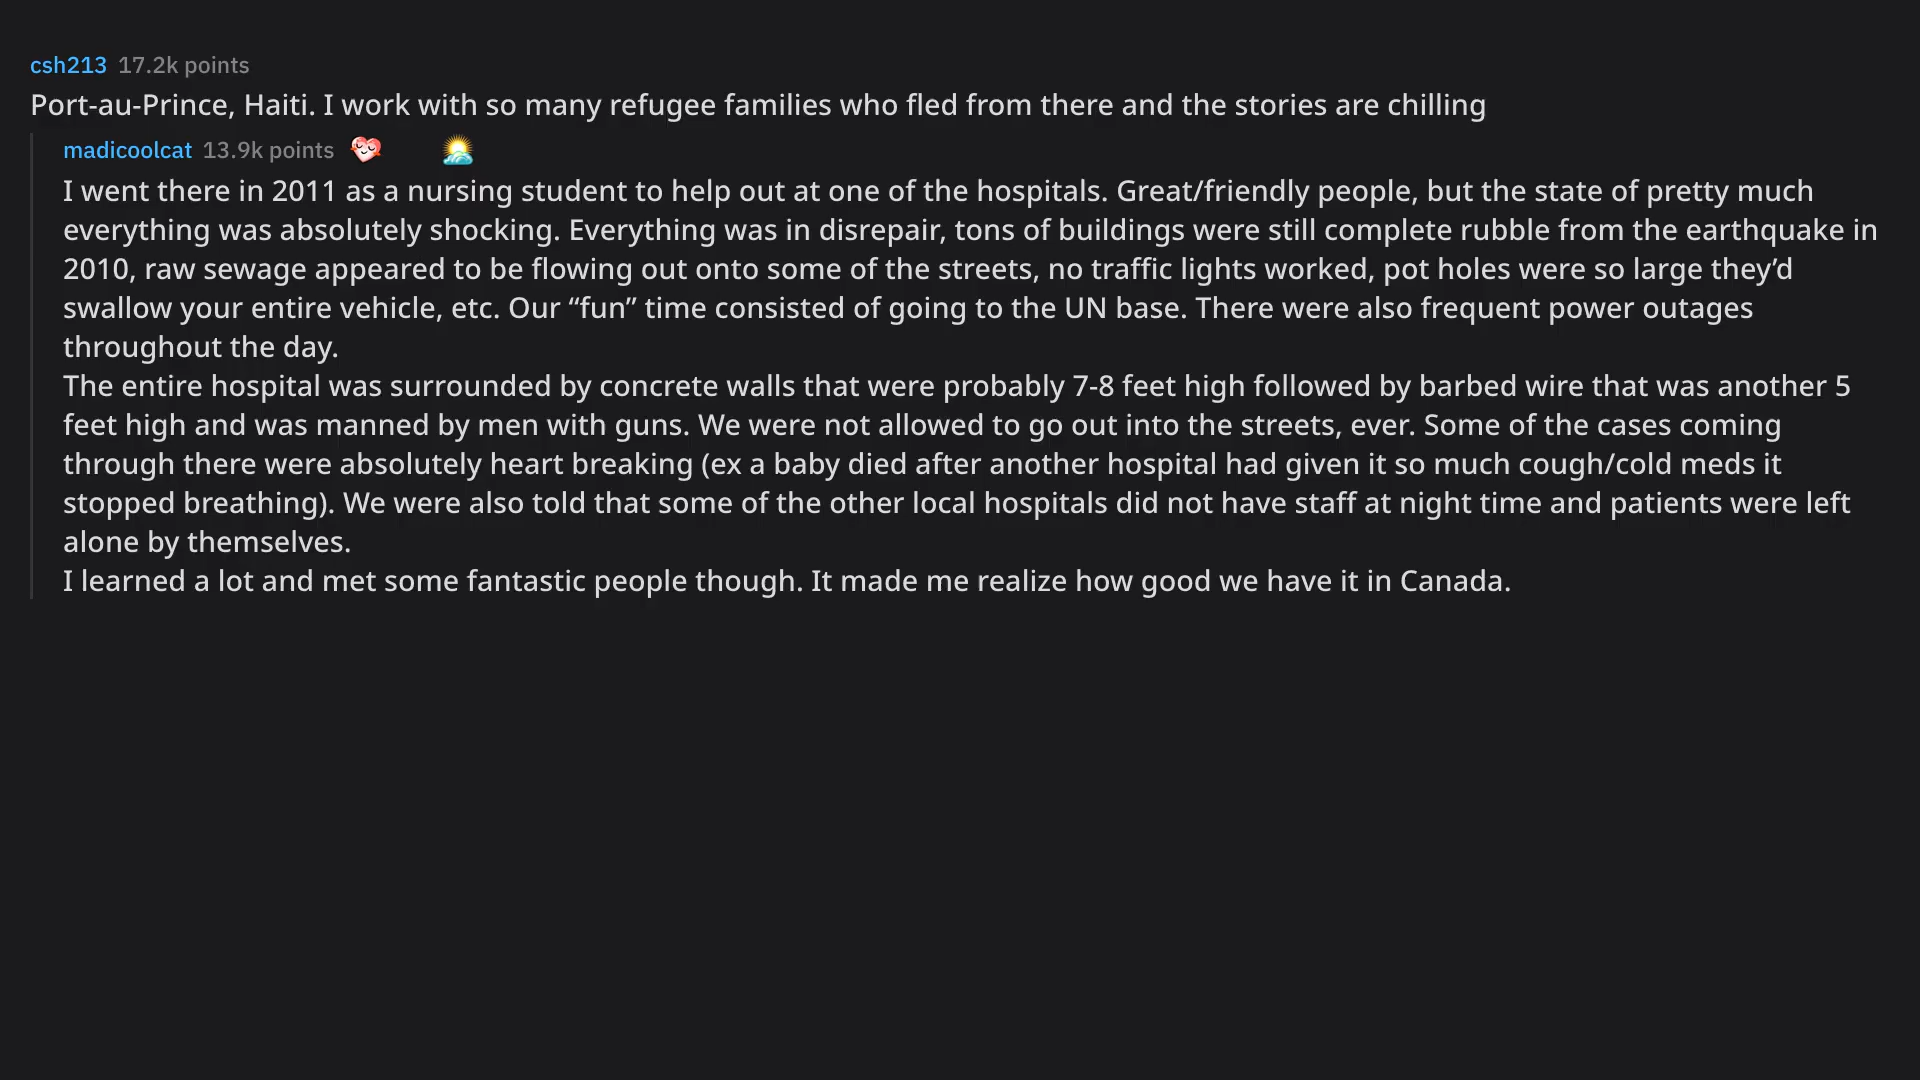 csh213 17.2k points
Port-au-Prince, Haiti. I work with so many refugee families who fled from there and the stories are chilling
madicoolcat 13.9k points
I went there in 2011 as a nursing student to help out at one of the hospitals. Great/friendly people, but the state of pretty much
everything was absolutely shocking. Everything was in disrepair, tons of buildings were still complete rubble from the earthquake in
2010, raw sewage appeared to be flowing out onto some of the streets, no traffic lights worked, pot holes were so large they’d
swallow your entire vehicle, etc. Our “fun” time consisted of going to the UN base. There were also frequent power outages
throughout the day.
The entire hospital was surrounded by concrete walls that were probably 7-8 feet high followed by barbed wire that was another 5
feet high and was manned by men with guns. We were not allowed to go out into the streets, ever. Some of the cases coming
through there were absolutely heart breaking (ex a baby died after another hospital had given it so much cough/cold meds it
stopped breathing). We were also told that some of the other local hospitals did not have staff at night time and patients were left
alone by themselves.
I learned a lot and met some fantastic people though. It made me realize how good we have it in Canada.